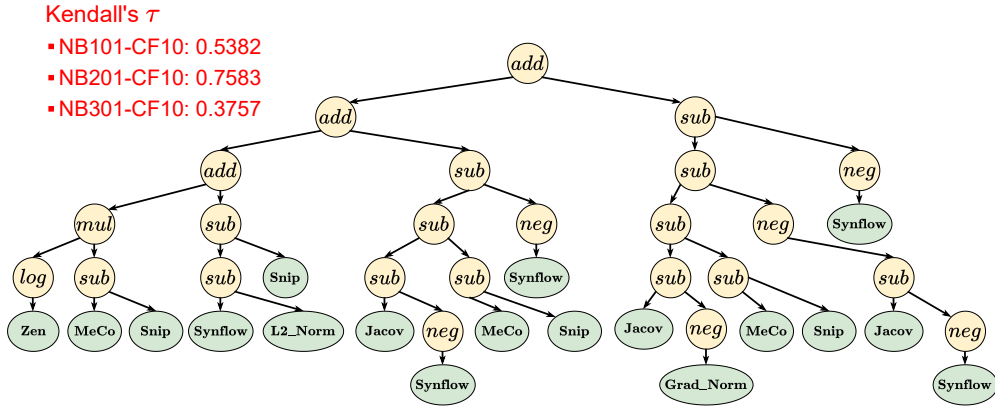 Kendall's τ
▪ NB101-CF10: 0.5382
▪ NB201-CF10: 0.7583
▪ NB301-CF10: 0.3757
add
add sub
add sub sub neg
mul sub sub neg sub neg Synflow
log sub sub Snip sub sub Synflow sub sub sub
Zen MeCo Snip Synflow L2_Norm Jacov neg MeCo Snip Jacov neg MeCo Snip Jacov neg
Synflow Grad_Norm Synflow